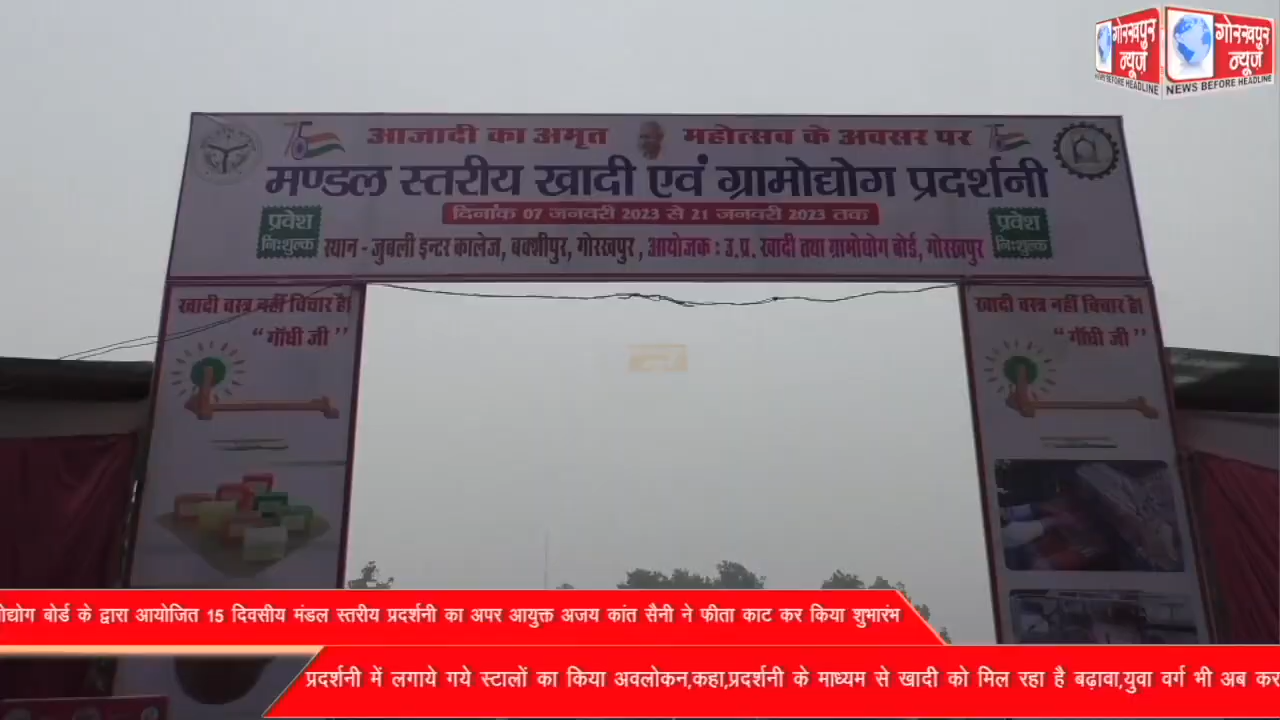 गोरखपुर न्यूज़
गोरखपुर न्यूज़
NEWS BEFORE HEADLINE
NEWS BEFORE HEADLINE
आजादी का अमृत महोत्सव के अवसर पर
मण्डल स्तरीय खादी एवं ग्रामोद्योग प्रदर्शनी
दिनांक 07 जनवरी 2023 से 21 जनवरी 2023 तक
प्रवेश निःशुल्क
प्रवेश निःशुल्क
स्थान - जुबली इन्टर कालेज, बक्शीपुर, गोरखपुर, आयोजक : उ.प्र. खादी तथा ग्रामोद्योग बोर्ड, गोरखपुर
खादी वस्त्र नहीं विचार है।
“गाँधी जी”
खादी वस्त्र नहीं विचार है।
“गाँधी जी”
बोर्ड के द्वारा आयोजित 15 दिवसीय मंडल स्तरीय प्रदर्शनी का अपर आयुक्त अजय कांत सैनी ने फीता काट कर किया शुभारंभ
प्रदर्शनी में लगाये गये स्टालों का किया अवलोकन,कहा,प्रदर्शनी के माध्यम से खादी को मिल रहा है बढ़ावा,युवा वर्ग भी अब कर